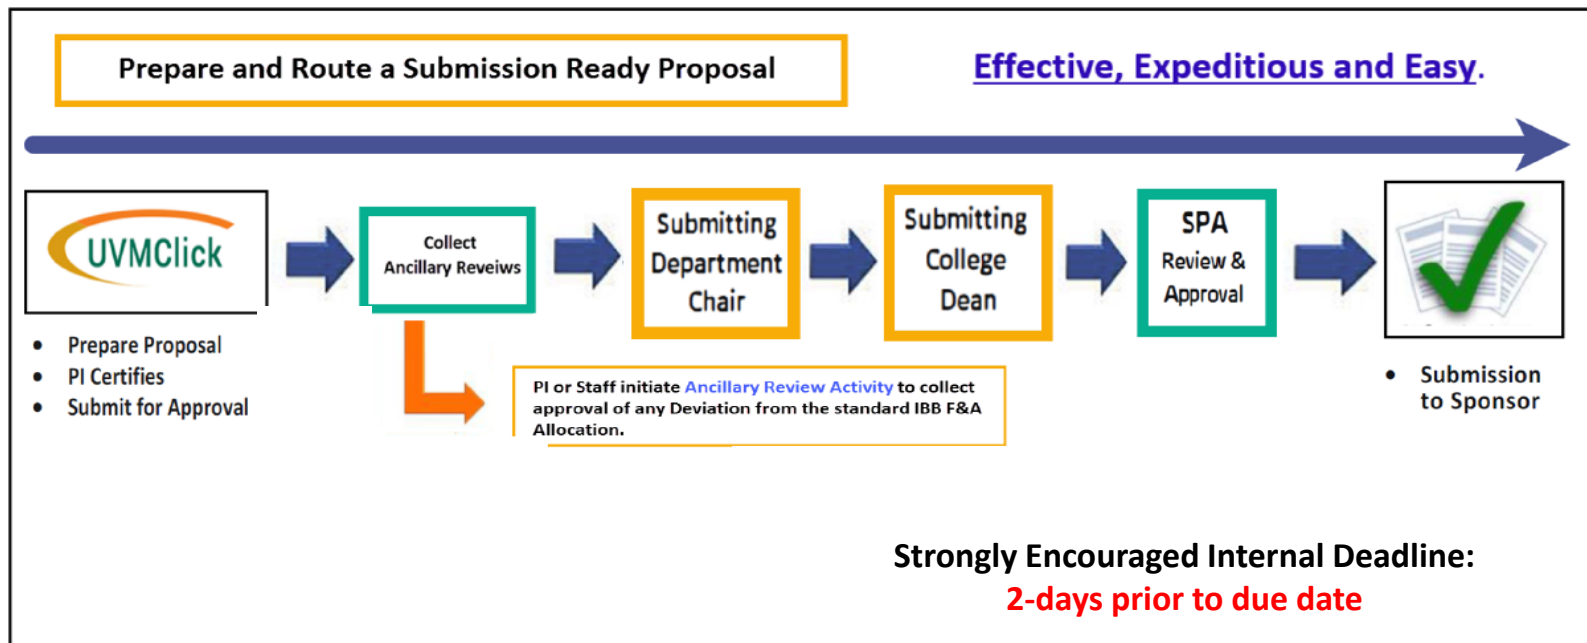 Prepare and Route a Submission Ready Proposal
Effective, Expeditious and Easy.
UVMClick
• Prepare Proposal
• PI Certifies
• Submit for Approval
Collect
Ancillary Reveiws
PI or Staff initiate Ancillary Review Activity to collect
approval of any Deviation from the standard IBB F&A
Allocation.
Submitting
Department
Chair
Submitting
College
Dean
SPA
Review &
Approval
• Submission
to Sponsor
Strongly Encouraged Internal Deadline:
2-days prior to due date